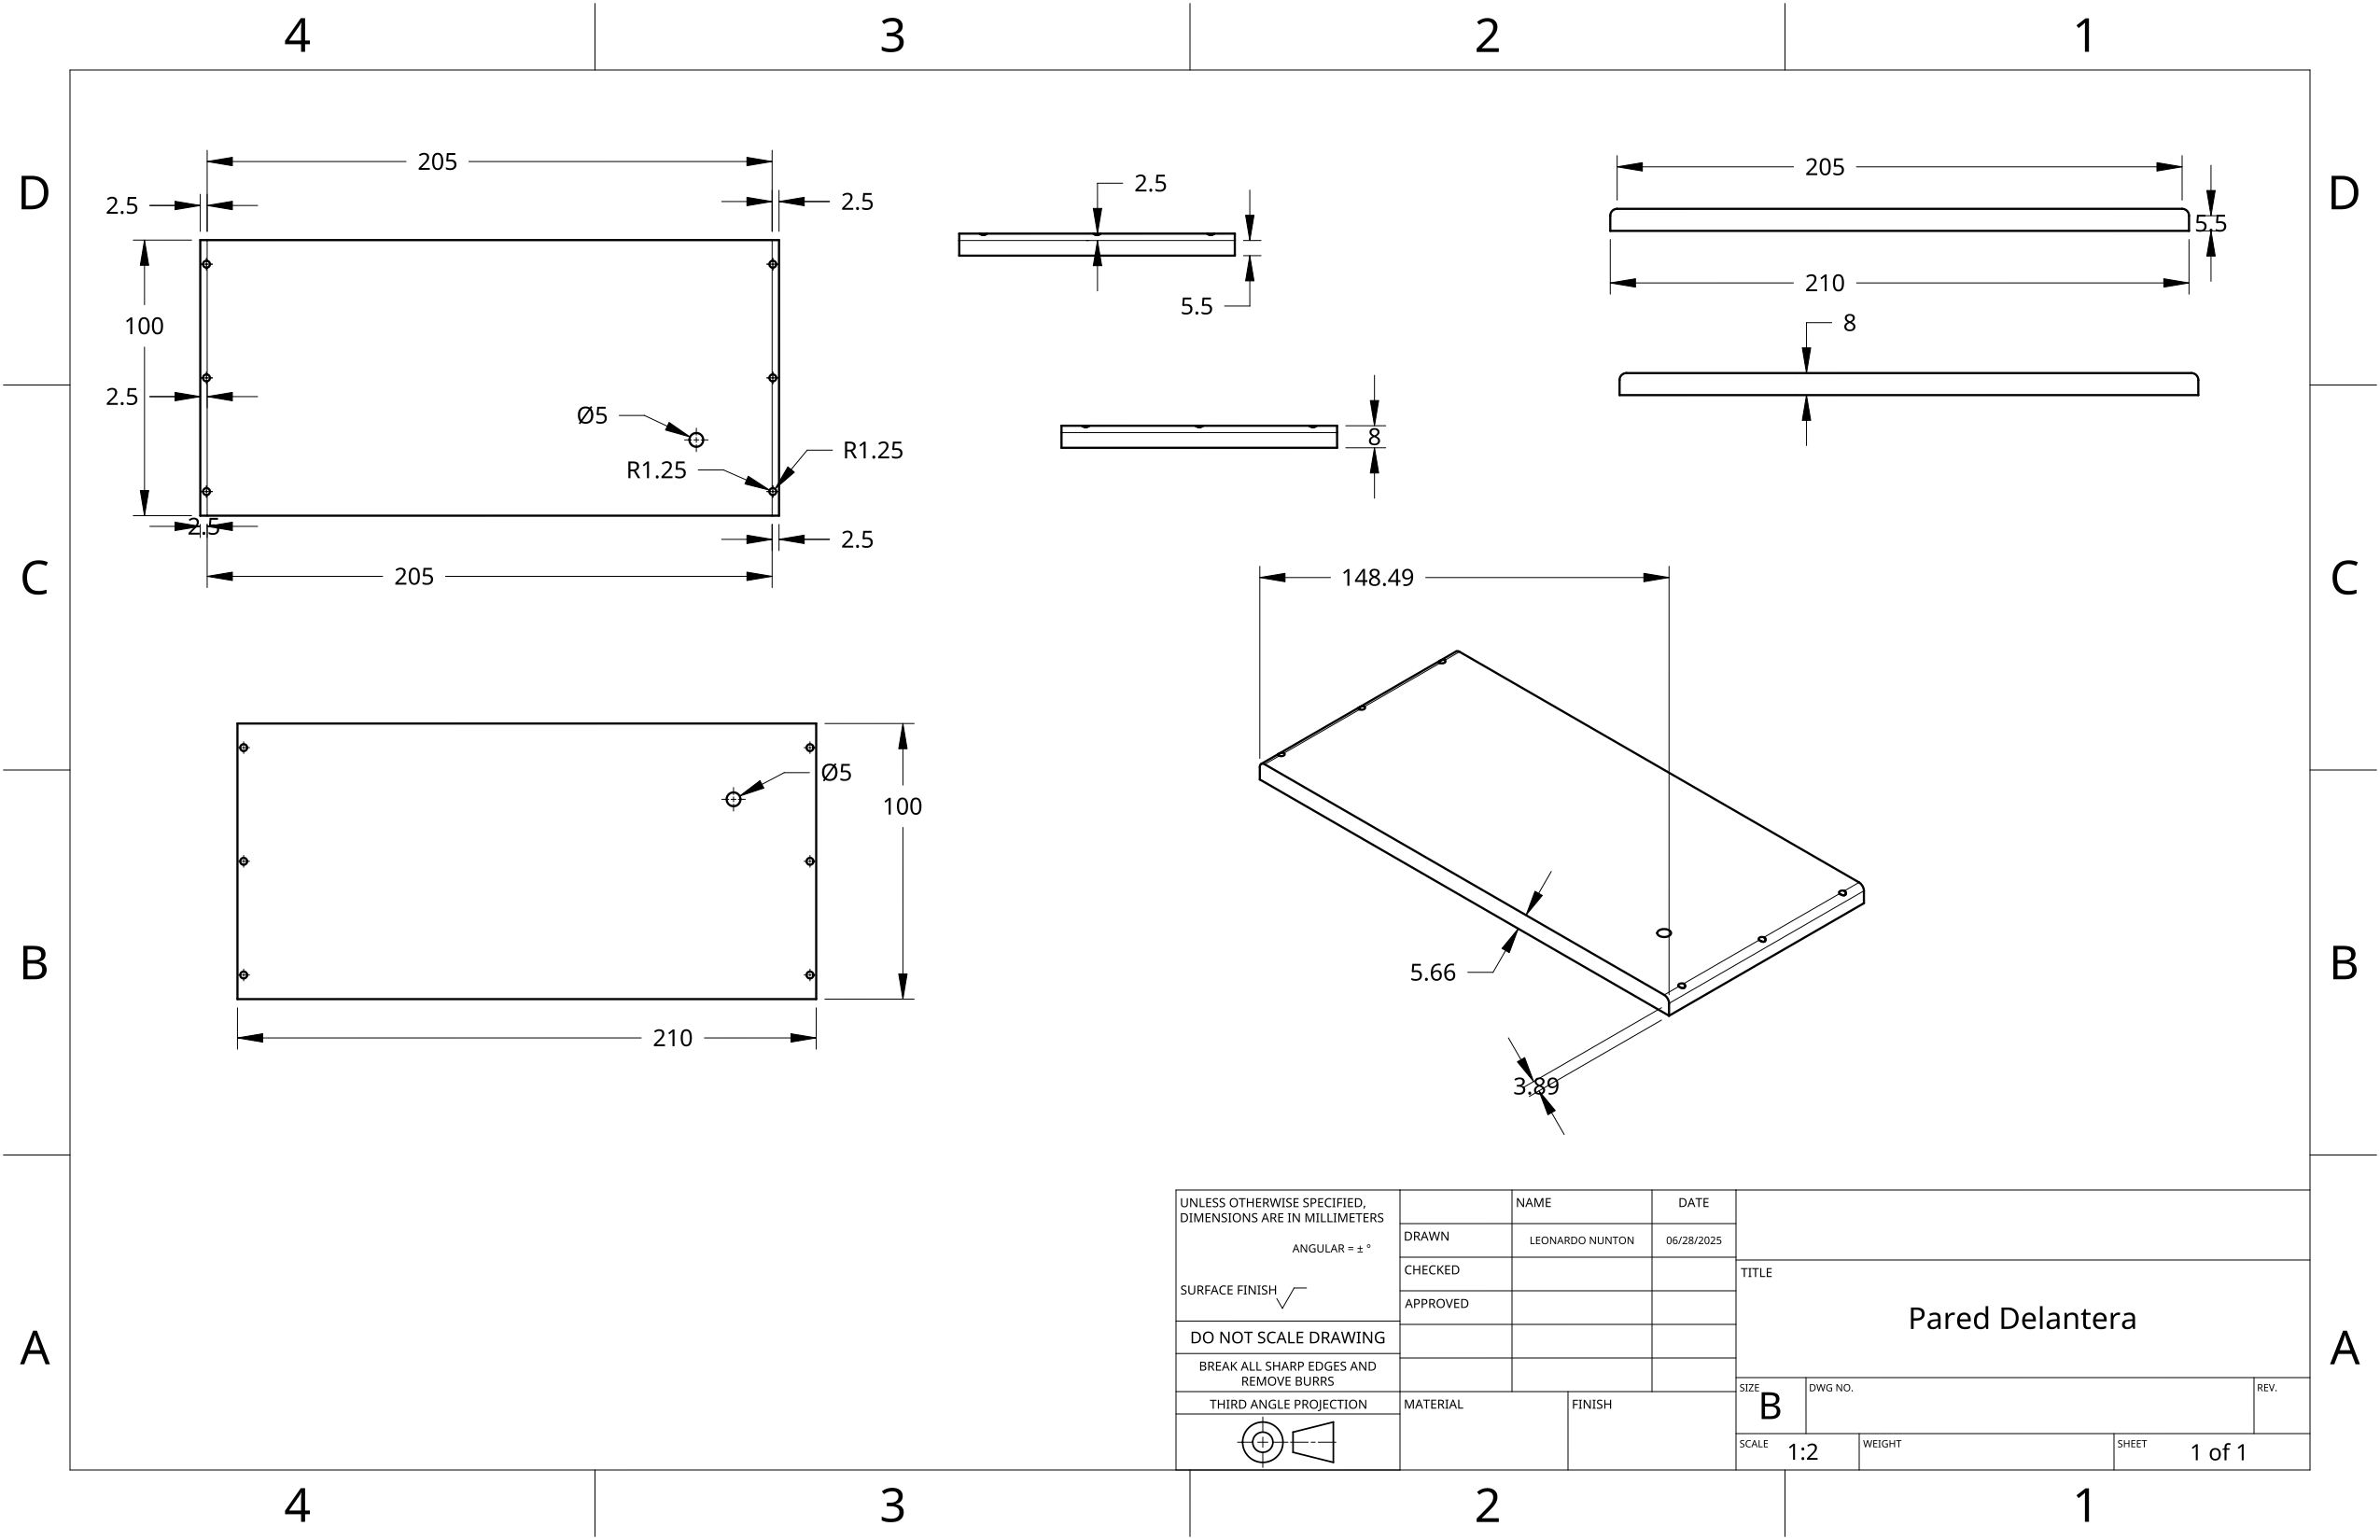 4 3 2 1
D
D
205
2.5
2.5
2.5
205
5.5
5.5
210
100
8
2.5
Ø5
8
R1.25
R1.25
2.5
2.5
205
C
C
148.49
Ø5
100
210
5.66
3.89
B
B
UNLESS OTHERWISE SPECIFIED,
DIMENSIONS ARE IN MILLIMETERS
ANGULAR = ± °
SURFACE FINISH
DO NOT SCALE DRAWING
BREAK ALL SHARP EDGES AND
REMOVE BURRS
THIRD ANGLE PROJECTION
NAME DATE
DRAWN LEONARDO NUNTON 06/28/2025
CHECKED
APPROVED
MATERIAL FINISH
TITLE
Pared Delantera
SIZE DWG NO. REV.
B
SCALE 1:2 WEIGHT SHEET 1 of 1
A
A
4 3 2 1